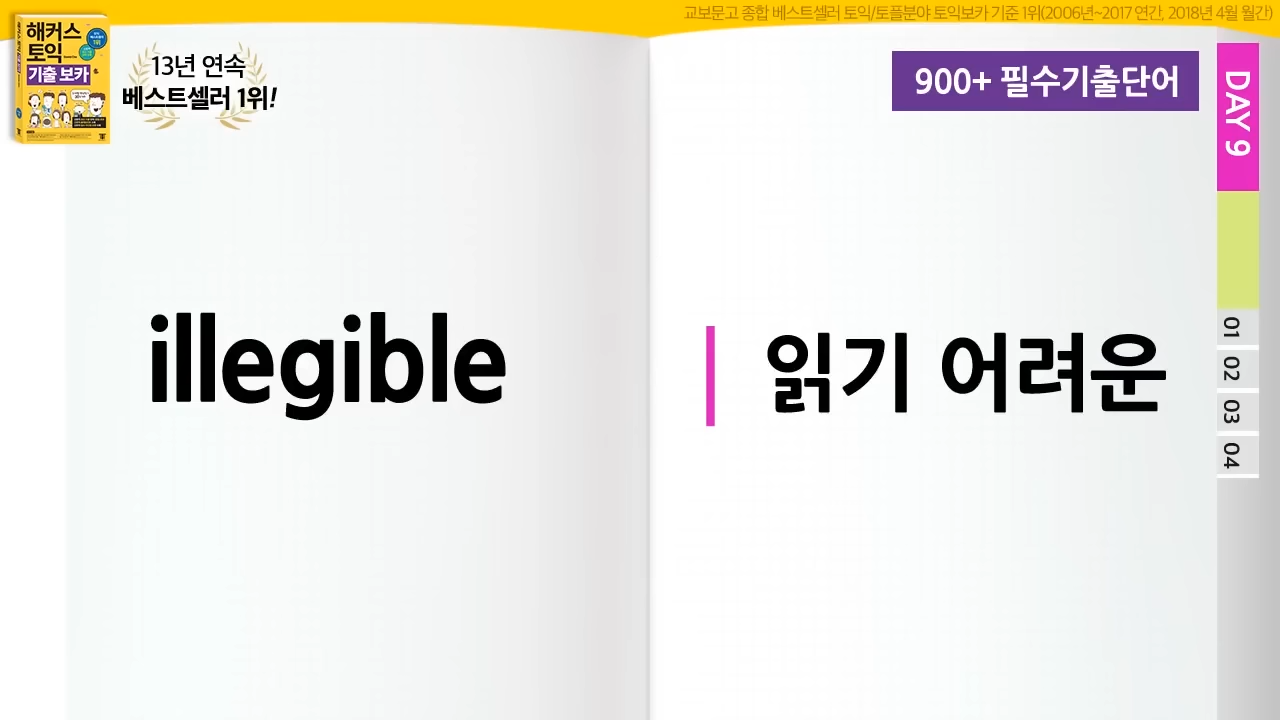 교보문고 종합 베스트셀러 토익/토플분야 토익보카 기준 1위(2006년~2017 연간, 2018년 4월 월간)
해커스
토익
기출 보카
13년 연속
베스트셀러 1위!
900+ 필수기출단어
DAY 9
illegible
읽기 어려운
01
02
03
04